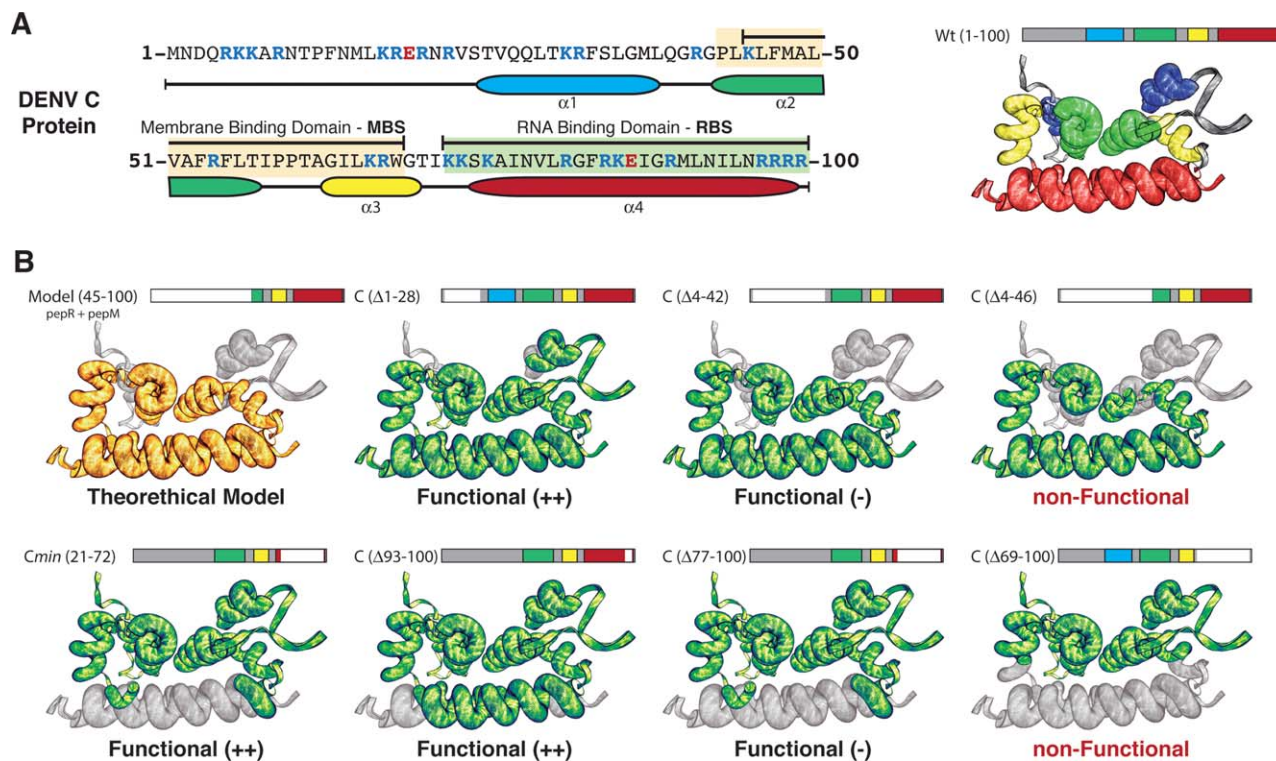 A
1–MNDQRKKARNTPFNMLKRERNRVSTVQQLTKRFSLGMLQGRGPLKLFMAL–50
Wt (1-100)
α1
α2
DENV C
Protein
Membrane Binding Domain - MBS
RNA Binding Domain - RBS
51–VAFRFLTIPPTAGILKRWGTIKKSKAINVLRGFRKEIGRMLNILNRRRR–100
α3
α4
B
Model (45-100)
pepR + pepM
C (Δ1-28)
C (Δ4-42)
C (Δ4-46)
Theorethical Model
Functional (++)
Functional (-)
non-Functional
Cmin (21-72)
C (Δ93-100)
C (Δ77-100)
C (Δ69-100)
Functional (++)
Functional (++)
Functional (-)
non-Functional